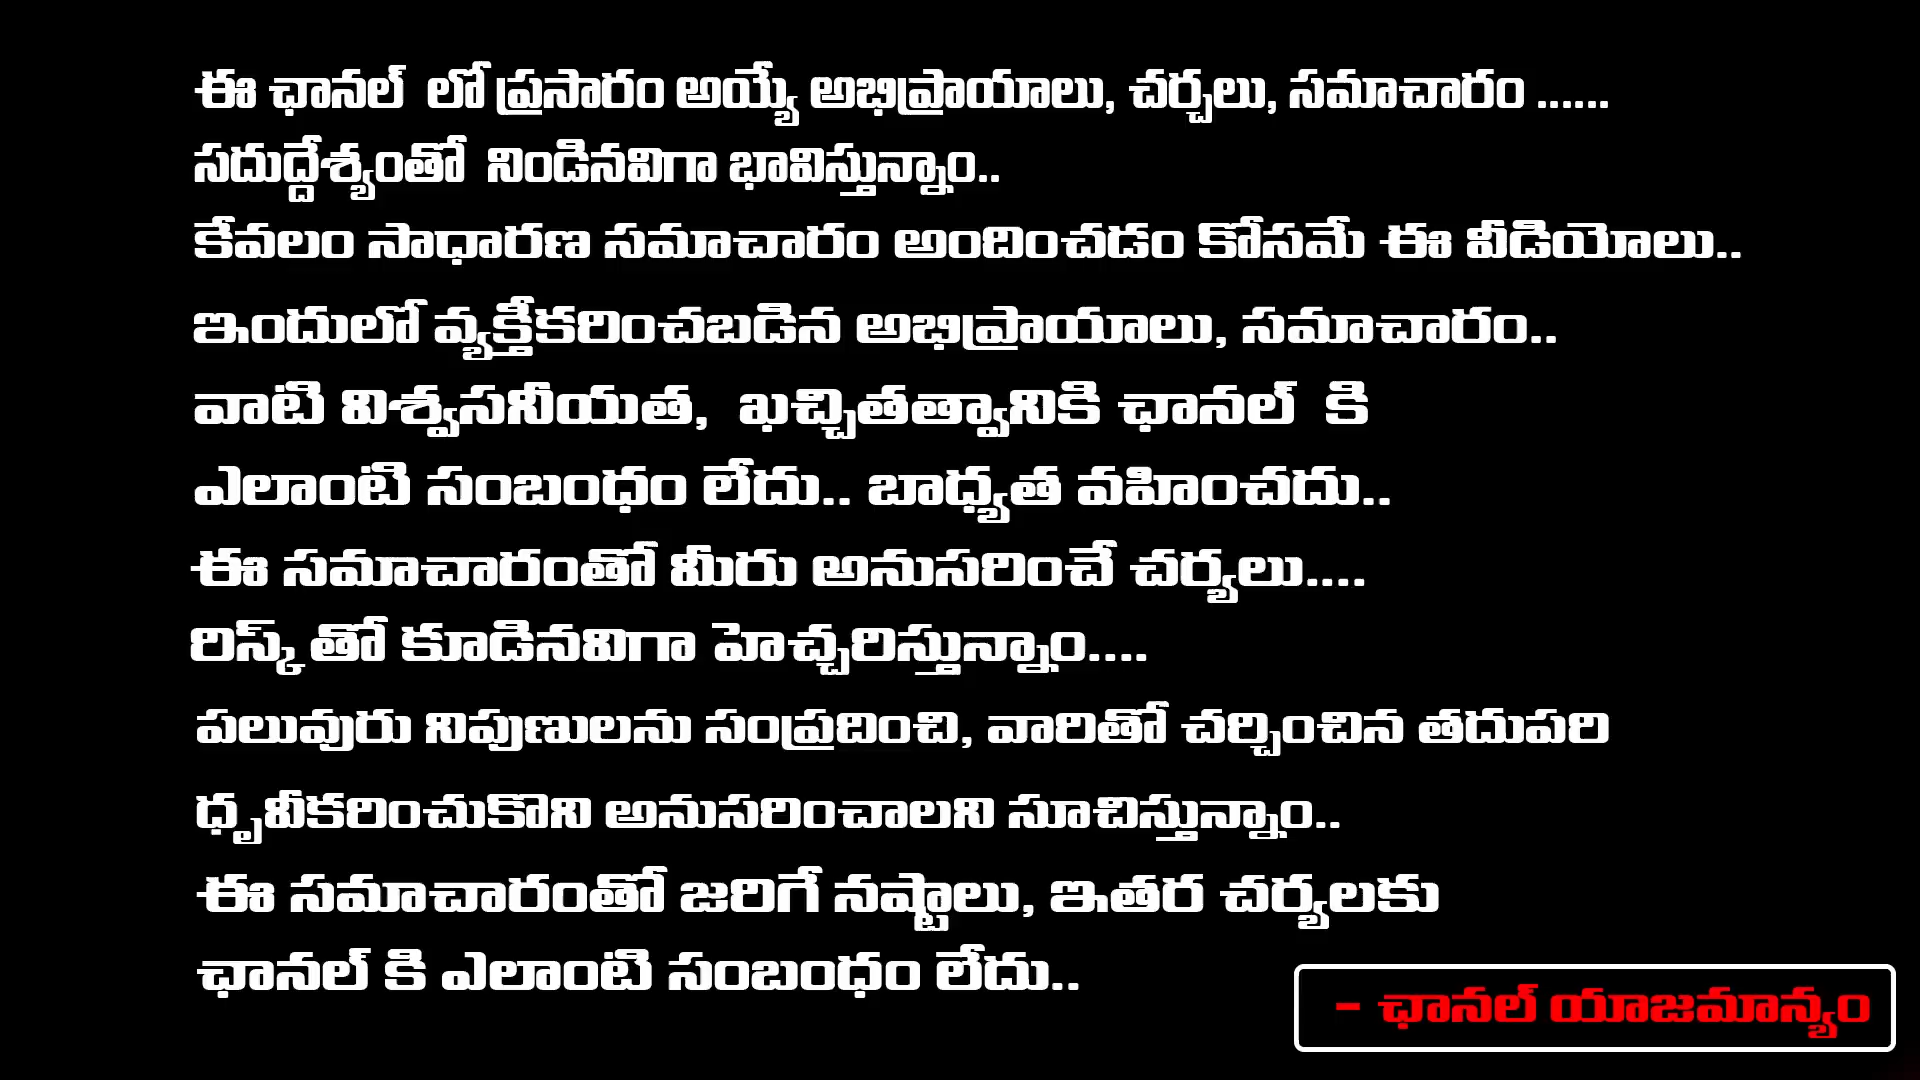 ఈ ఛానల్ లో ప్రసారం అయ్యే అభిప్రాయాలు, చర్చలు, సమాచారం ......
సదుద్దేశ్యంతో నిండినవిగా భావిస్తున్నాం..
కేవలం సాధారణ సమాచారం అందించడం కోసమే ఈ వీడియోలు..
ఇందులో వ్యక్తీకరించబడిన అభిప్రాయాలు, సమాచారం..
వాటి విశ్వసనీయత, ఖచ్చితత్వానికి ఛానల్ కి
ఎలాంటి సంబంధం లేదు.. బాధ్యత వహించదు..
ఈ సమాచారంతో మీరు అనుసరించే చర్యలు....
రిస్క్ తో కూడినవిగా హెచ్చరిస్తున్నాం....
పలువురు నిపుణులను సంప్రదించి, వారితో చర్చించిన తదుపరి
ధృవీకరించుకొని అనుసరించాలని సూచిస్తున్నాం..
ఈ సమాచారంతో జరిగే నష్టాలు, ఇతర చర్యలకు
ఛానల్ కి ఎలాంటి సంబంధం లేదు..
- ఛానల్ యాజమాన్యం